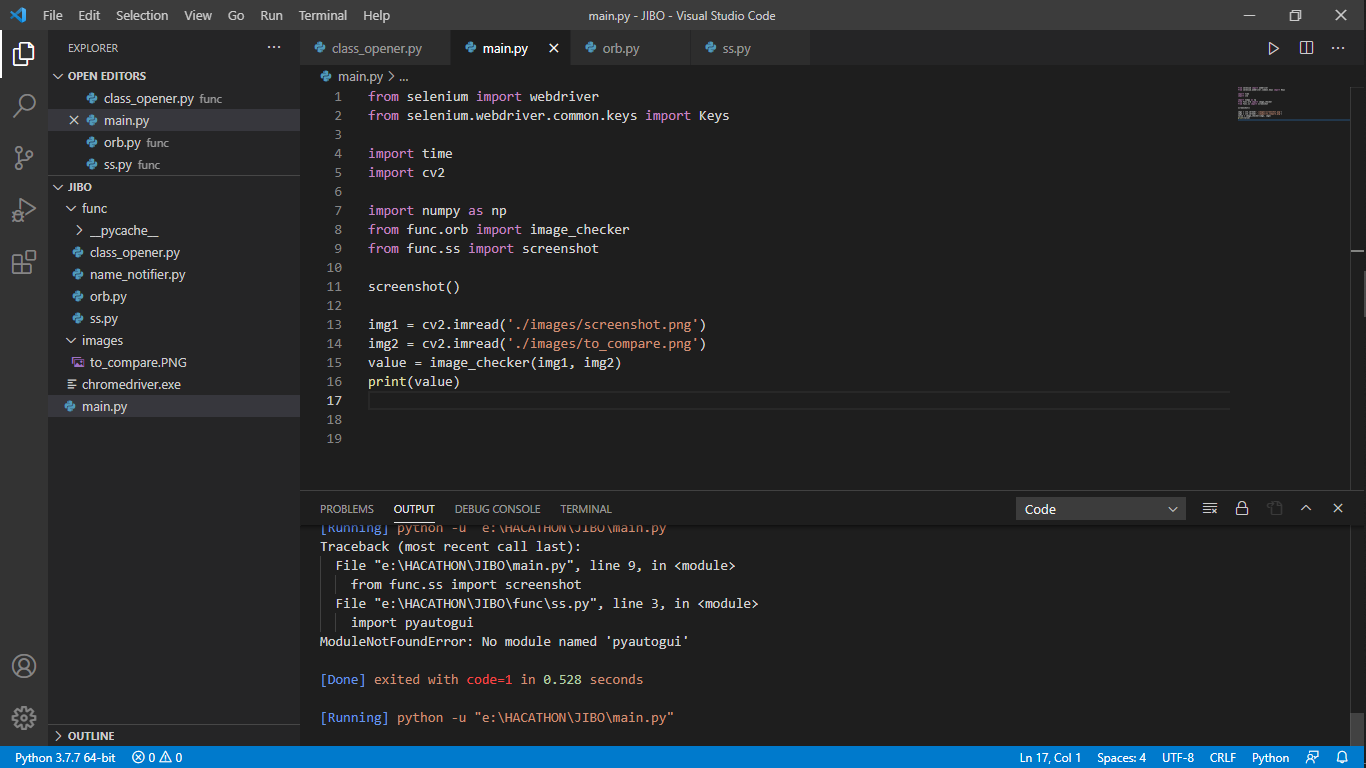 File Edit Selection View Go Run Terminal Help
main.py - JIBO - Visual Studio Code
EXPLORER
OPEN EDITORS
class_opener.py func
main.py
orb.py func
ss.py func
JIBO
func
__pycache__
class_opener.py
name_notifier.py
orb.py
ss.py
images
to_compare.PNG
chromedriver.exe
main.py
OUTLINE
class_opener.py
main.py
orb.py
ss.py
main.py > ...
1 from selenium import webdriver
2 from selenium.webdriver.common.keys import Keys
3
4 import time
5 import cv2
6
7 import numpy as np
8 from func.orb import image_checker
9 from func.ss import screenshot
10
11 screenshot()
12
13 img1 = cv2.imread('./images/screenshot.png')
14 img2 = cv2.imread('./images/to_compare.png')
15 value = image_checker(img1, img2)
16 print(value)
17
18
19
PROBLEMS OUTPUT DEBUG CONSOLE TERMINAL
Code
[Running] python -u "e:\HACATHON\JIBO\main.py"
Traceback (most recent call last):
File "e:\HACATHON\JIBO\main.py", line 9, in <module>
from func.ss import screenshot
File "e:\HACATHON\JIBO\func\ss.py", line 3, in <module>
import pyautogui
ModuleNotFoundError: No module named 'pyautogui'
[Done] exited with code=1 in 0.528 seconds
[Running] python -u "e:\HACATHON\JIBO\main.py"
Python 3.7.7 64-bit 0 0
Ln 17, Col 1 Spaces: 4 UTF-8 CRLF Python